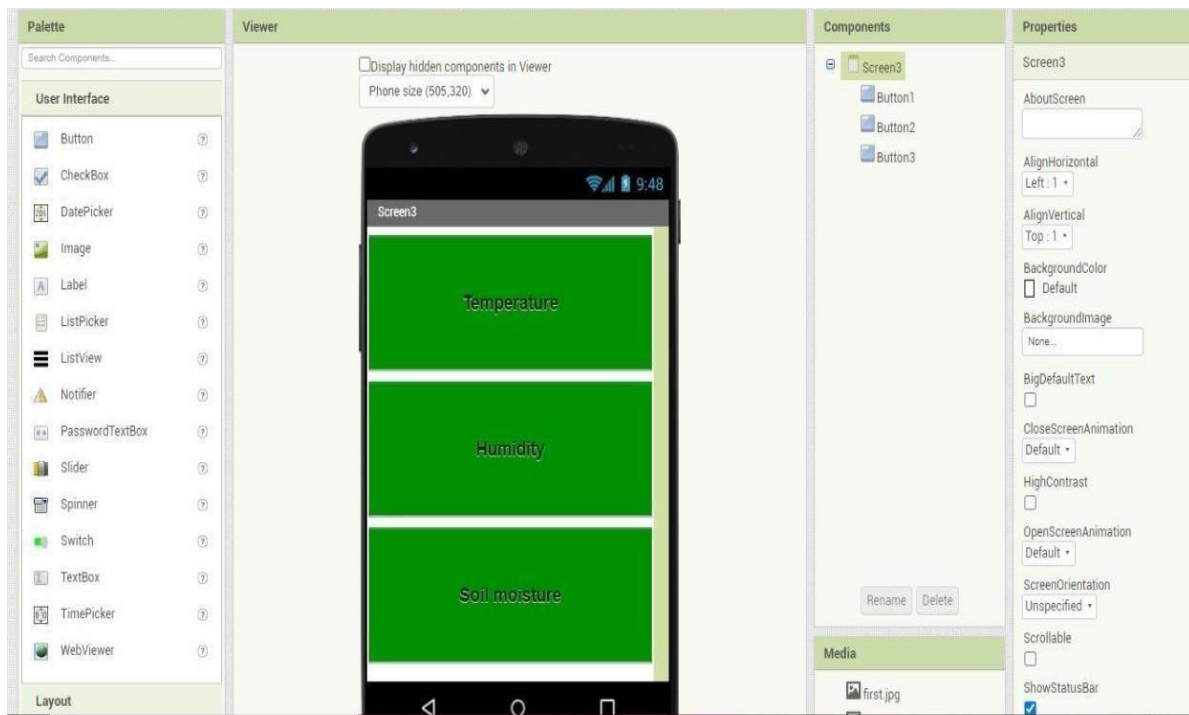 Palette
Search Components...
User Interface
Button
CheckBox
DatePicker
Image
Label
ListPicker
ListView
Notifier
PasswordTextBox
Slider
Spinner
Switch
TextBox
TimePicker
WebViewer
Layout
Viewer
Display hidden components in Viewer
Phone size (505,320)
9:48
Screen3
Temperature
Humidity
Soil moisture
Components
Screen3
Button1
Button2
Button3
Rename Delete
Media
first.jpg
Properties
Screen3
AboutScreen
AlignHorizontal
Left : 1
AlignVertical
Top : 1
BackgroundColor
Default
BackgroundImage
None...
BigDefaultText
CloseScreenAnimation
Default
HighContrast
OpenScreenAnimation
Default
ScreenOrientation
Unspecified
Scrollable
ShowStatusBar